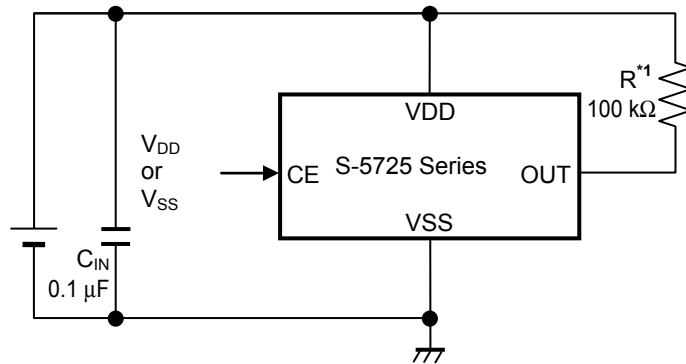 R*1
100 kΩ
VDD
S-5725 Series
CE
OUT
VSS
VDD
or
VSS
CIN
0.1 µF